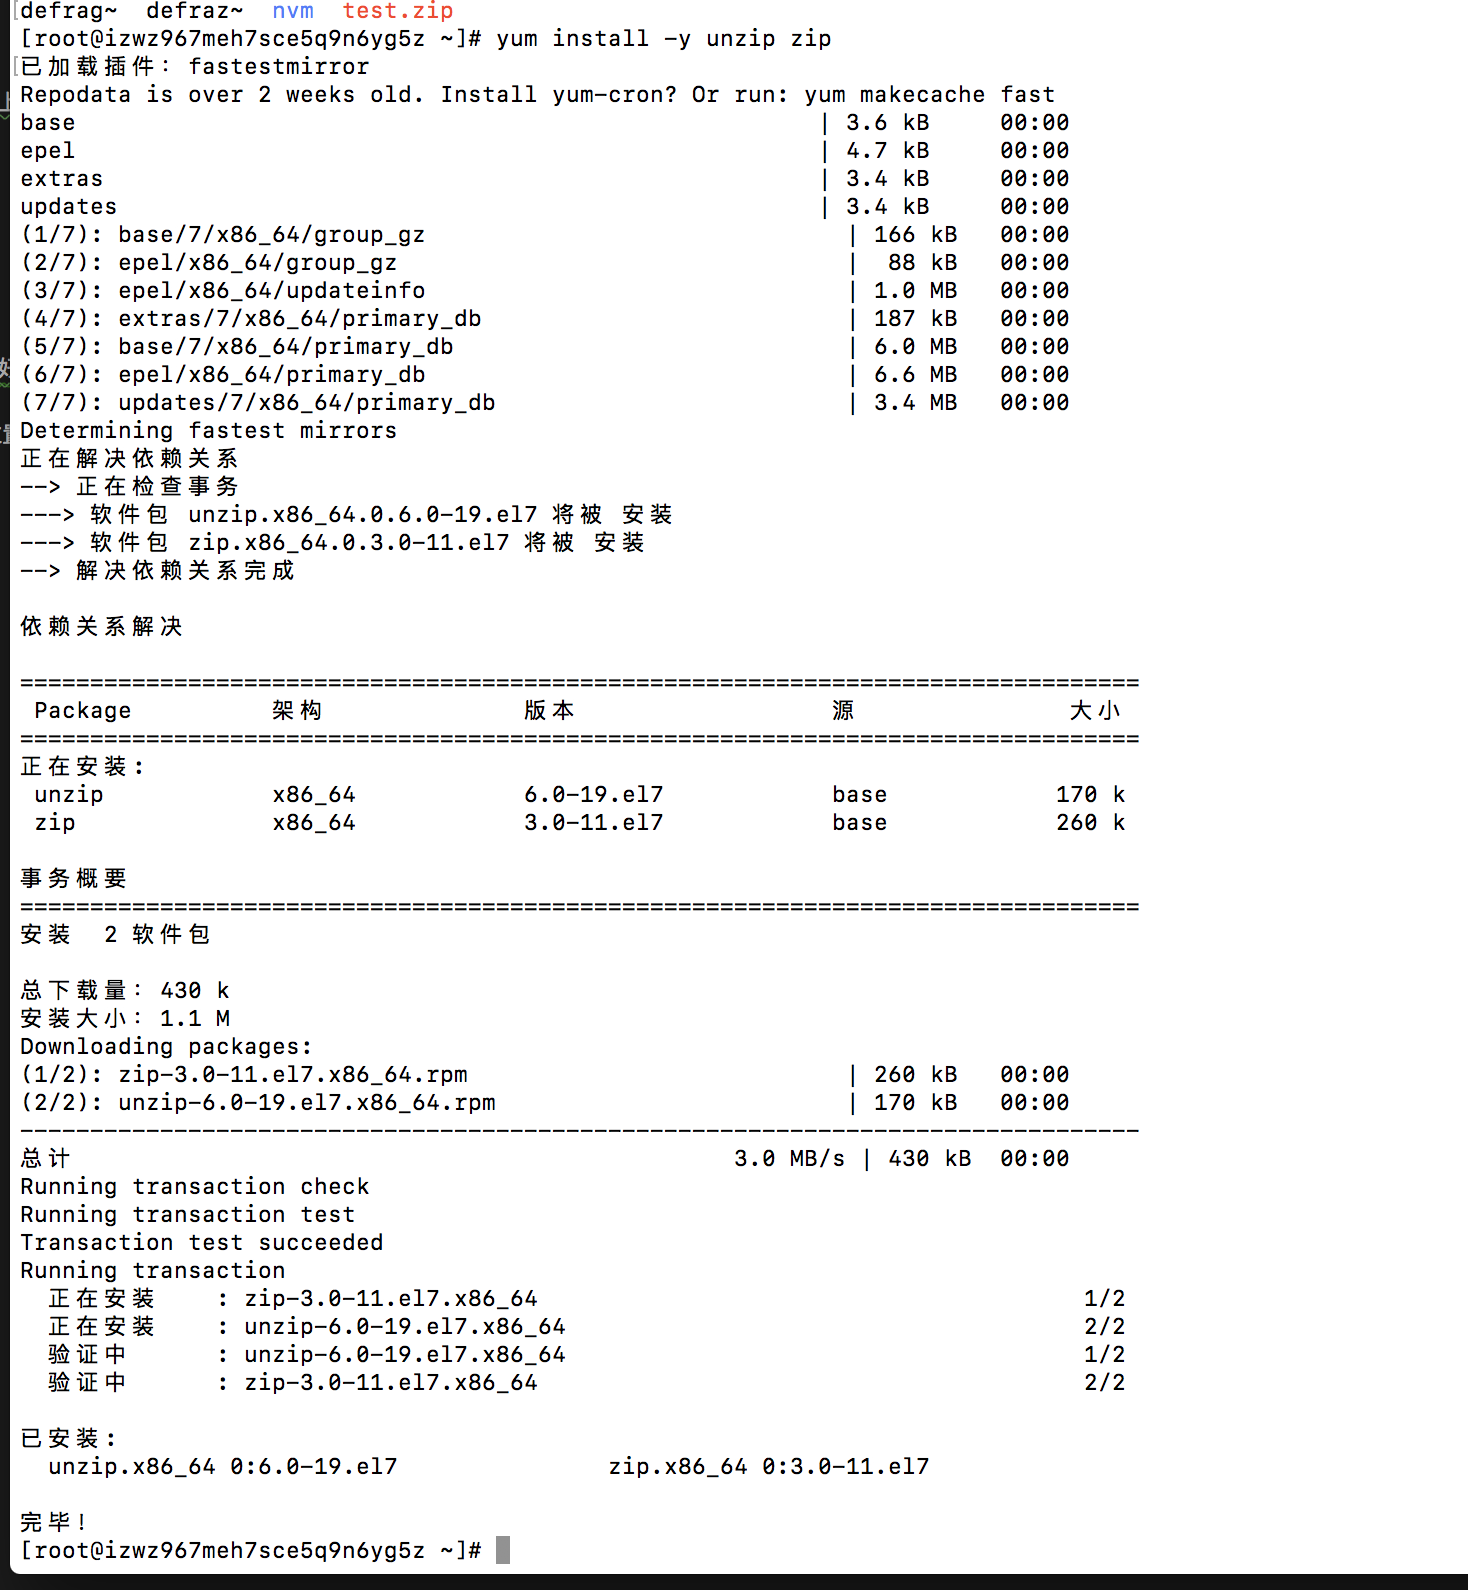 defrag~  defraz~  nvm  test.zip
[root@izwz967meh7sce5q9n6yg5z ~]# yum install -y unzip zip
已加载插件：fastestmirror
Repodata is over 2 weeks old. Install yum-cron? Or run: yum makecache fast
base | 3.6 kB 00:00
epel | 4.7 kB 00:00
extras | 3.4 kB 00:00
updates | 3.4 kB 00:00
(1/7): base/7/x86_64/group_gz | 166 kB 00:00
(2/7): epel/x86_64/group_gz | 88 kB 00:00
(3/7): epel/x86_64/updateinfo | 1.0 MB 00:00
(4/7): extras/7/x86_64/primary_db | 187 kB 00:00
(5/7): base/7/x86_64/primary_db | 6.0 MB 00:00
(6/7): epel/x86_64/primary_db | 6.6 MB 00:00
(7/7): updates/7/x86_64/primary_db | 3.4 MB 00:00
Determining fastest mirrors
正在解决依赖关系
--> 正在检查事务
---> 软件包 unzip.x86_64.0.6.0-19.el7 将被 安装
---> 软件包 zip.x86_64.0.3.0-11.el7 将被 安装
--> 解决依赖关系完成
依赖关系解决
================================================================================
Package 架构 版本 源 大小
================================================================================
正在安装:
unzip x86_64 6.0-19.el7 base 170 k
zip x86_64 3.0-11.el7 base 260 k
事务概要
================================================================================
安装  2 软件包
总下载量：430 k
安装大小：1.1 M
Downloading packages:
(1/2): zip-3.0-11.el7.x86_64.rpm | 260 kB 00:00
(2/2): unzip-6.0-19.el7.x86_64.rpm | 170 kB 00:00
--------------------------------------------------------------------------------
总计 3.0 MB/s | 430 kB 00:00
Running transaction check
Running transaction test
Transaction test succeeded
Running transaction
正在安装 : zip-3.0-11.el7.x86_64 1/2
正在安装 : unzip-6.0-19.el7.x86_64 2/2
验证中 : unzip-6.0-19.el7.x86_64 1/2
验证中 : zip-3.0-11.el7.x86_64 2/2
已安装:
unzip.x86_64 0:6.0-19.el7 zip.x86_64 0:3.0-11.el7
完毕！
[root@izwz967meh7sce5q9n6yg5z ~]#